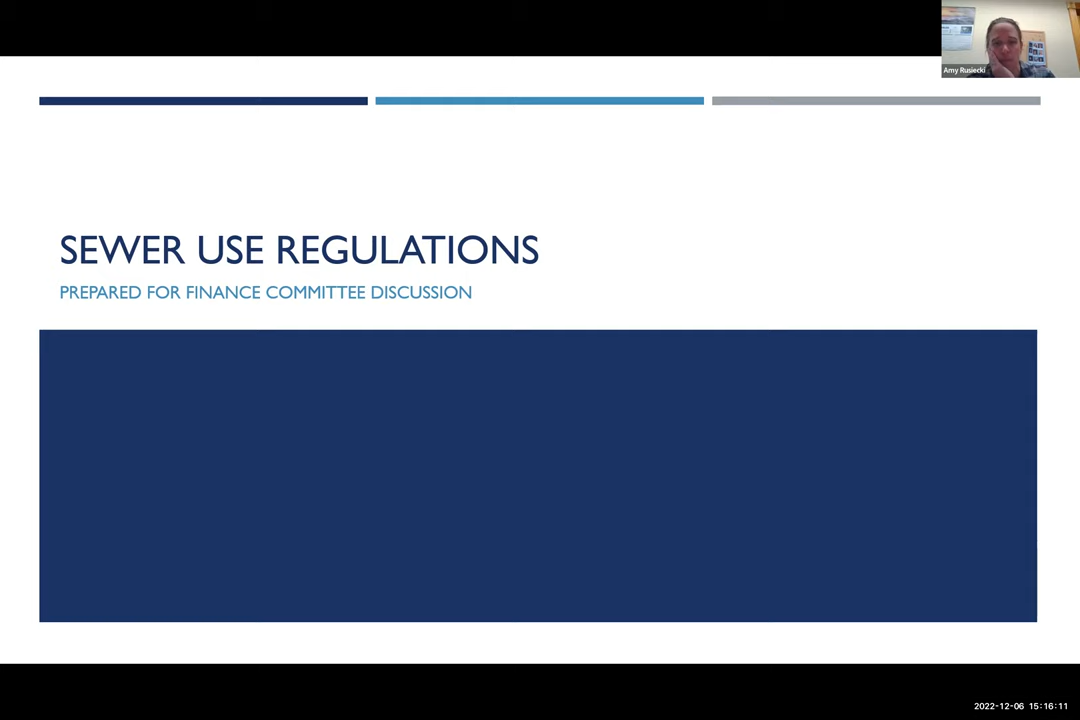 Amy Rusiecki
SEWER USE REGULATIONS
PREPARED FOR FINANCE COMMITTEE DISCUSSION
2022-12-06 15:16:11